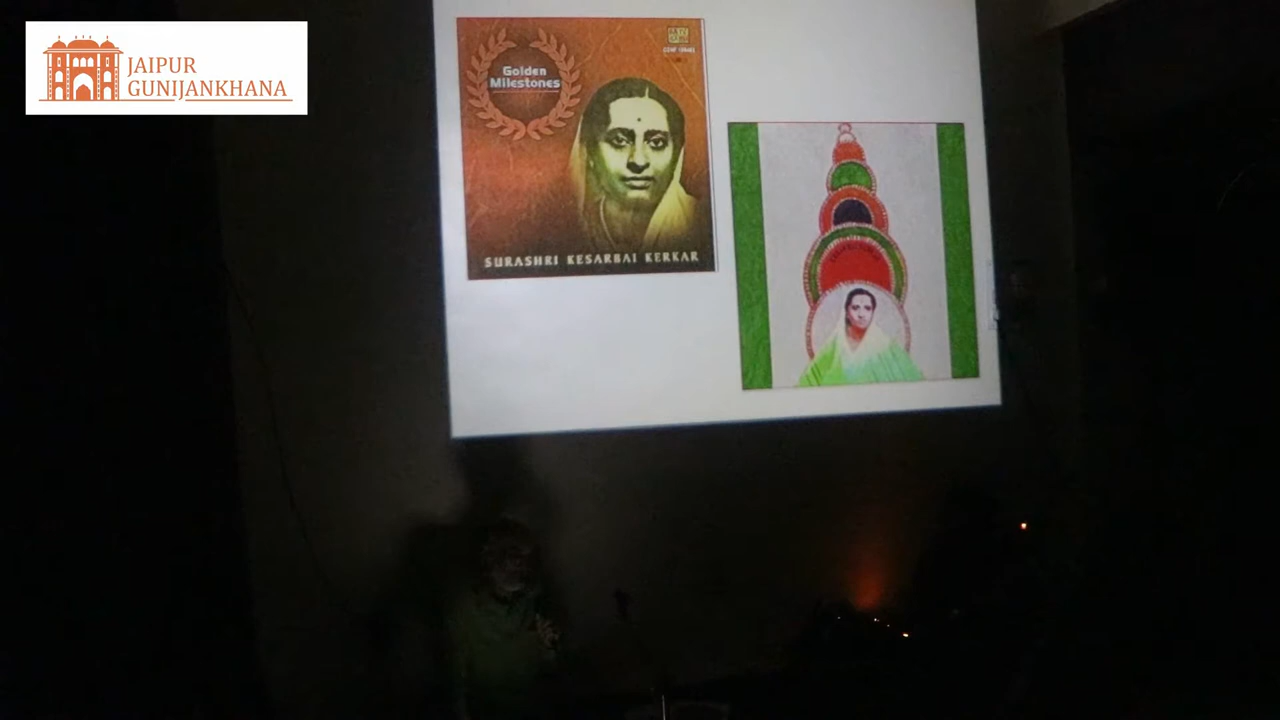 JAIPUR
GUNIJANKHANA
Golden
Milestones
SURASHRI KESARBAI KERKAR